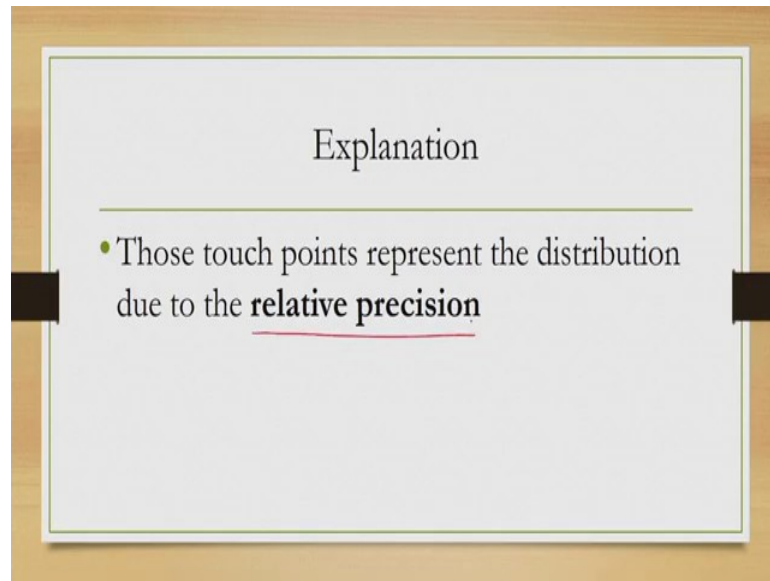 Explanation
• Those touch points represent the distribution
due to the relative precision